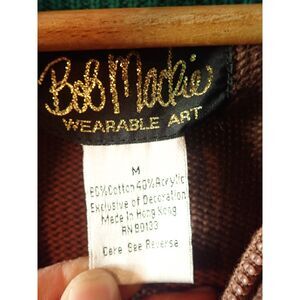 Bob Mackie
WEARABLE ART
M
60%Cotton 40%Acrylic
Exclusive of Decoration
Made In Hong Kong
RN 90133
Care See Reverse